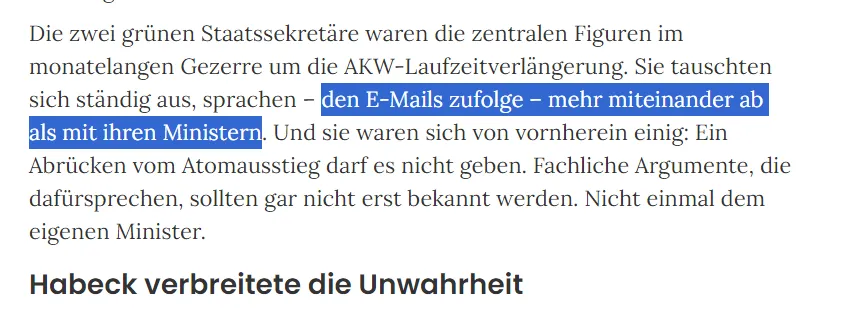 Die zwei grünen Staatssekretäre waren die zentralen Figuren im
monatelangen Gezerre um die AKW-Laufzeitverlängerung. Sie tauschten
sich ständig aus, sprachen – den E-Mails zufolge – mehr miteinander ab
als mit ihren Ministern. Und sie waren sich von vornherein einig: Ein
Abrücken vom Atomausstieg darf es nicht geben. Fachliche Argumente, die
dafürsprechen, sollten gar nicht erst bekannt werden. Nicht einmal dem
eigenen Minister.
Habeck verbreitete die Unwahrheit